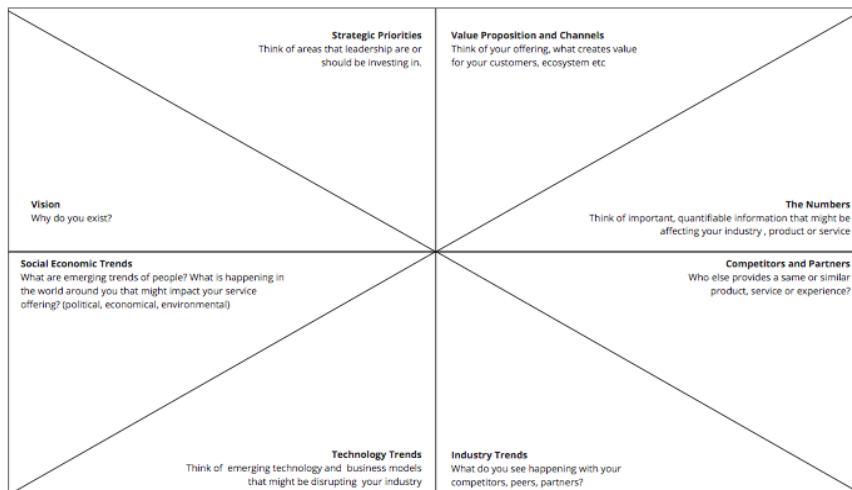 Strategic Priorities
Think of areas that leadership are or
should be investing in.
Value Proposition and Channels
Think of your offering, what creates value
for your customers, ecosystem etc
Vision
Why do you exist?
The Numbers
Think of important, quantifiable information that might be
affecting your industry , product or service
Social Economic Trends
What are emerging trends of people? What is happening in
the world around you that might impact your service
offering? (political, economical, environmental)
Competitors and Partners
Who else provides a same or similar
product, service or experience?
Technology Trends
Think of emerging technology and business models
that might be disrupting your industry
Industry Trends
What do you see happening with your
competitors, peers, partners?